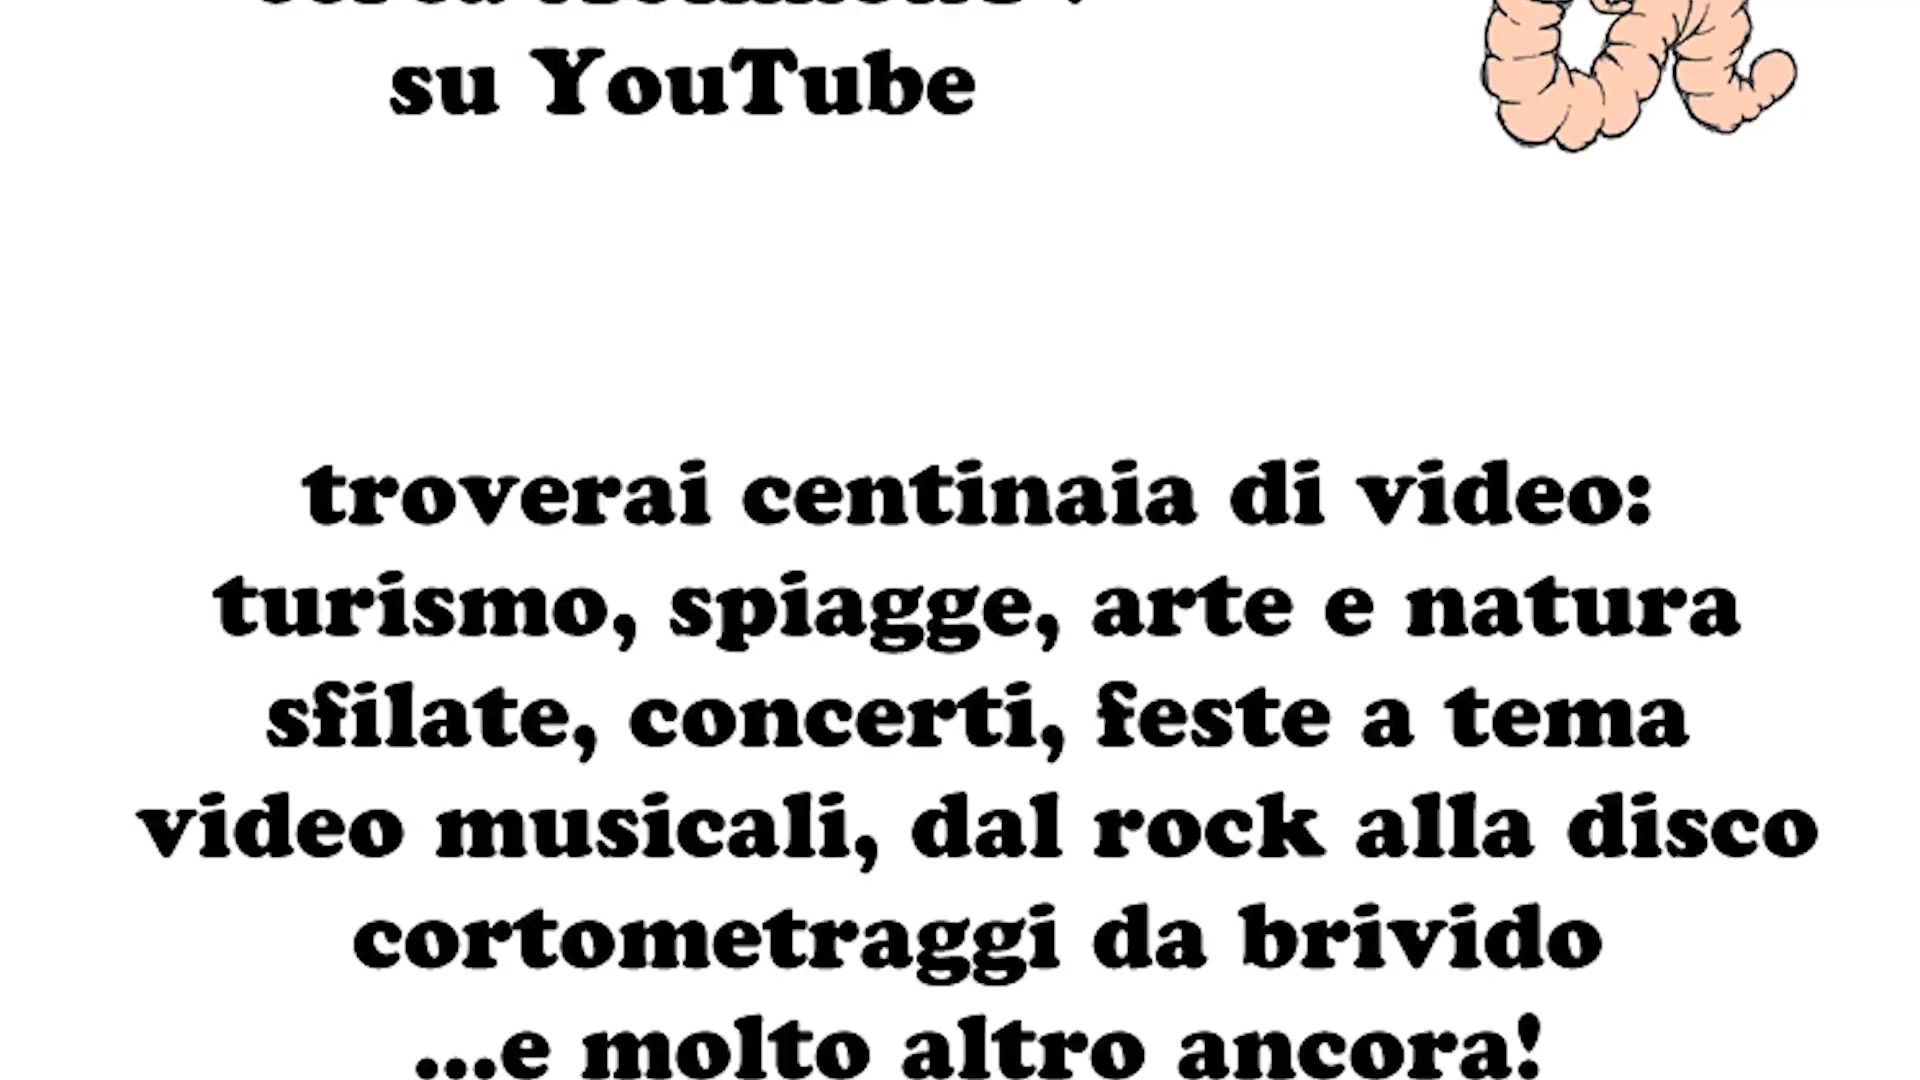 su YouTube
troverai centinaia di video:
turismo, spiagge, arte e natura
sfilate, concerti, feste a tema
video musicali, dal rock alla disco
cortometraggi da brivido
...e molto altro ancora!